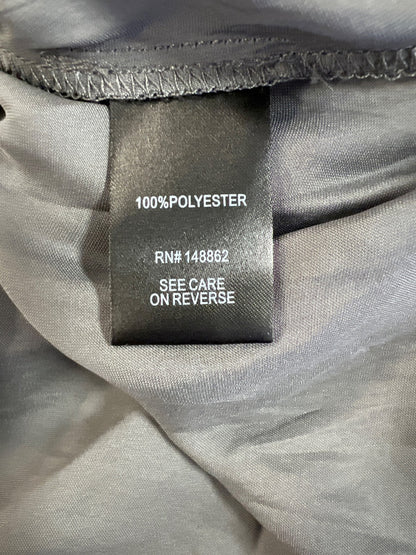 100%POLYESTER
RN# 148862
SEE CARE
ON REVERSE